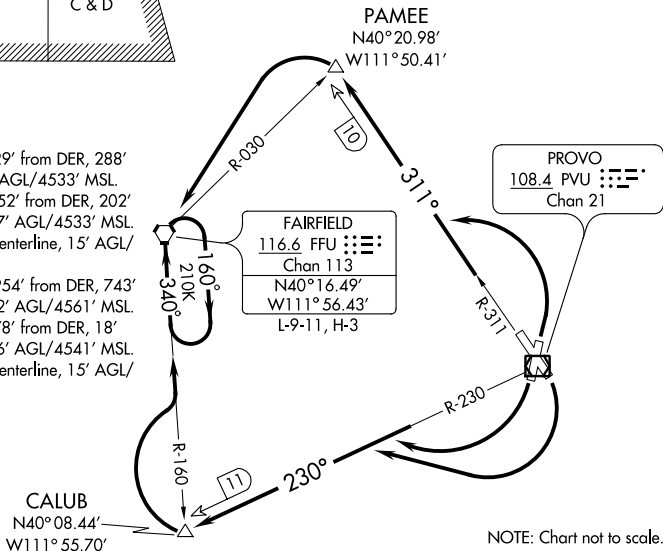 C & D
PAMEE
N40°20.98'
W111°50.41'
10
R-030
29' from DER, 288'
AGL/4533' MSL.
52' from DER, 202'
7' AGL/4533' MSL.
enterline, 15' AGL/
254' from DER, 743'
2' AGL/4561' MSL.
78' from DER, 18'
6' AGL/4541' MSL.
enterline, 15' AGL/
311°
PROVO
108.4 PVU
Chan 21
FAIRFIELD
116.6 FFU
Chan 113
N40°16.49'
W111°56.43'
L-9-11, H-3
160°
210K
340°
R-311
R-230
R-160
230°
11
CALUB
N40°08.44'
W111°55.70'
NOTE: Chart not to scale.